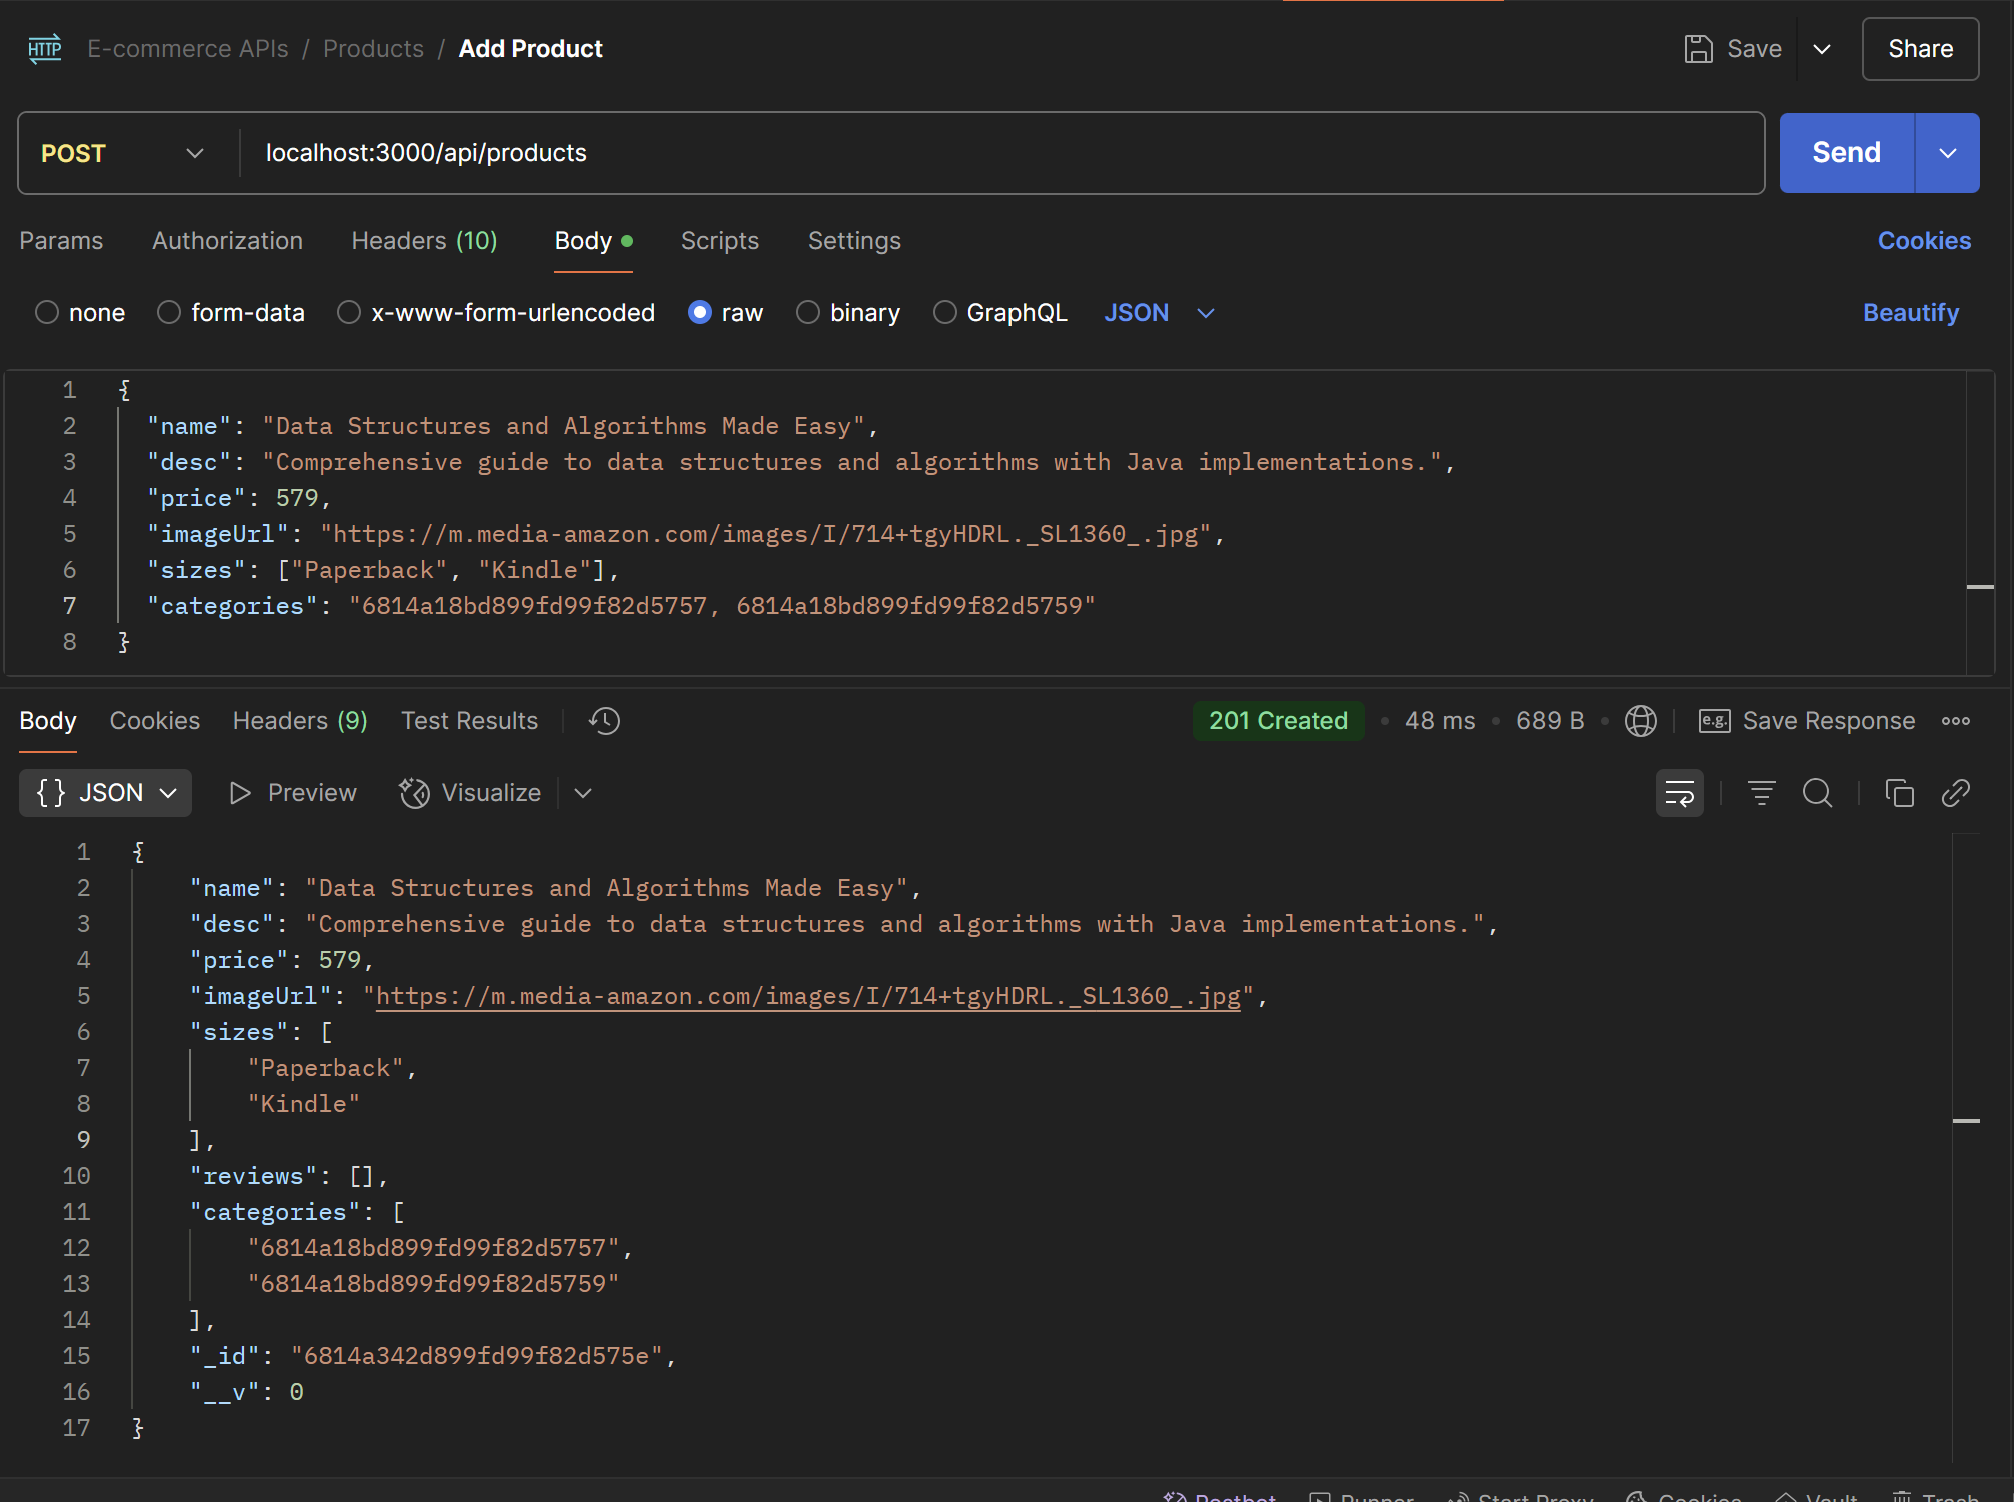 HTTP E-commerce APIs / Products / Add Product Save Share
POST localhost:3000/api/products Send
Params Authorization Headers (10) Body Scripts Settings Cookies
none form-data x-www-form-urlencoded raw binary GraphQL JSON Beautify
1 {
2 "name": "Data Structures and Algorithms Made Easy",
3 "desc": "Comprehensive guide to data structures and algorithms with Java implementations.",
4 "price": 579,
5 "imageUrl": "https://m.media-amazon.com/images/I/714+tgyHDRL._SL1360_.jpg",
6 "sizes": ["Paperback", "Kindle"],
7 "categories": "6814a18bd899fd99f82d5757, 6814a18bd899fd99f82d5759"
8 }
Body Cookies Headers (9) Test Results 201 Created • 48 ms • 689 B • e.g. Save Response
{} JSON Preview Visualize
1 {
2 "name": "Data Structures and Algorithms Made Easy",
3 "desc": "Comprehensive guide to data structures and algorithms with Java implementations.",
4 "price": 579,
5 "imageUrl": "https://m.media-amazon.com/images/I/714+tgyHDRL._SL1360_.jpg",
6 "sizes": [
7 "Paperback",
8 "Kindle"
9 ],
10 "reviews": [],
11 "categories": [
12 "6814a18bd899fd99f82d5757",
13 "6814a18bd899fd99f82d5759"
14 ],
15 "_id": "6814a342d899fd99f82d575e",
16 "__v": 0
17 }
Postbot Runner Start Proxy Cookies Vault Trash